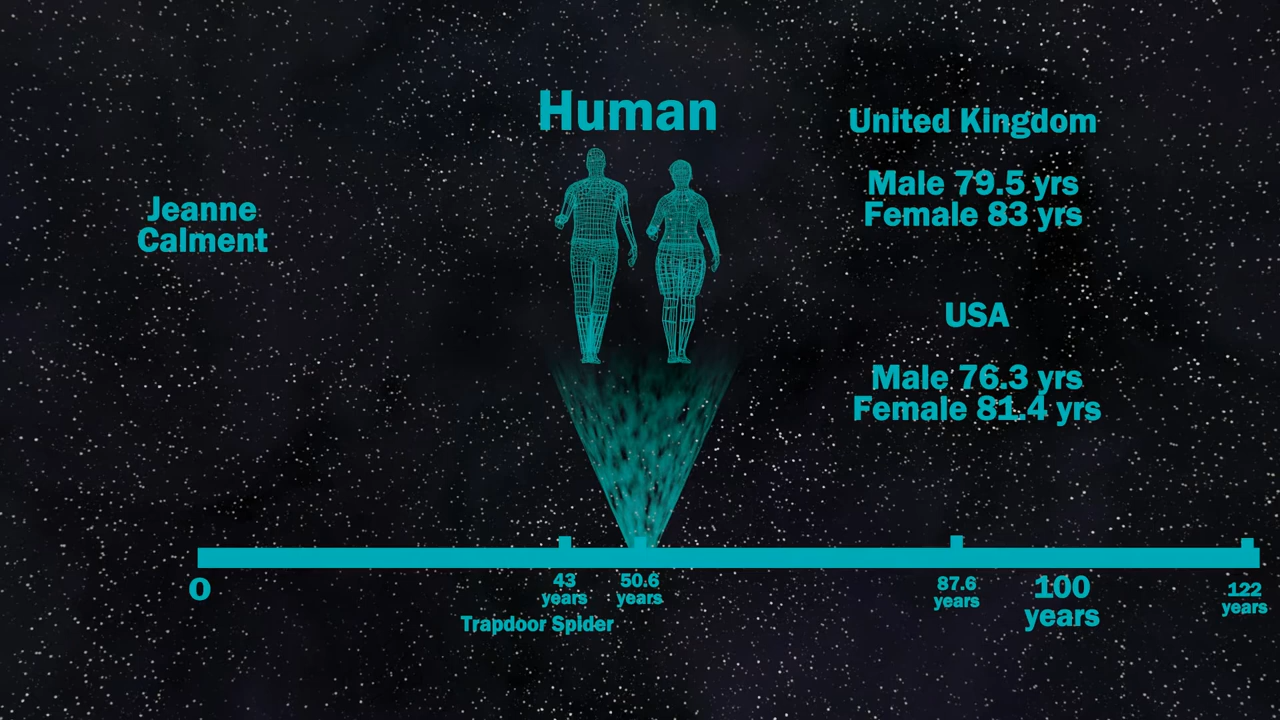 Human
United Kingdom
Male 79.5 yrs
Female 83 yrs
Jeanne
Calment
USA
Male 76.3 yrs
Female 81.4 yrs
0
43
years
Trapdoor Spider
50.6
years
87.6
years
100
years
122
years